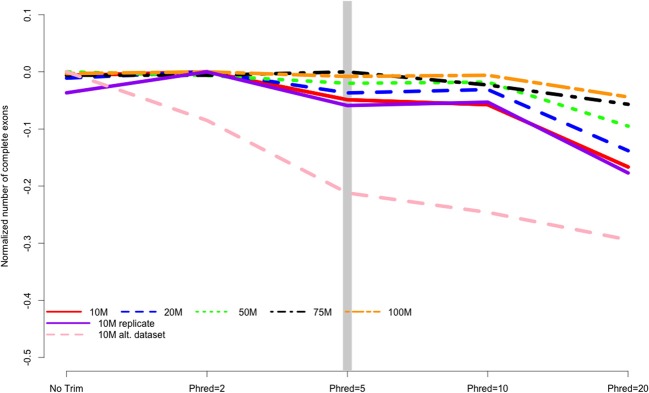 Normalized number of complete exons
0.1
0.0
-0.1
-0.2
-0.3
-0.4
-0.5
10M 20M 50M 75M 100M
10M replicate
10M alt. dataset
No Trim Phred=2 Phred=5 Phred=10 Phred=20